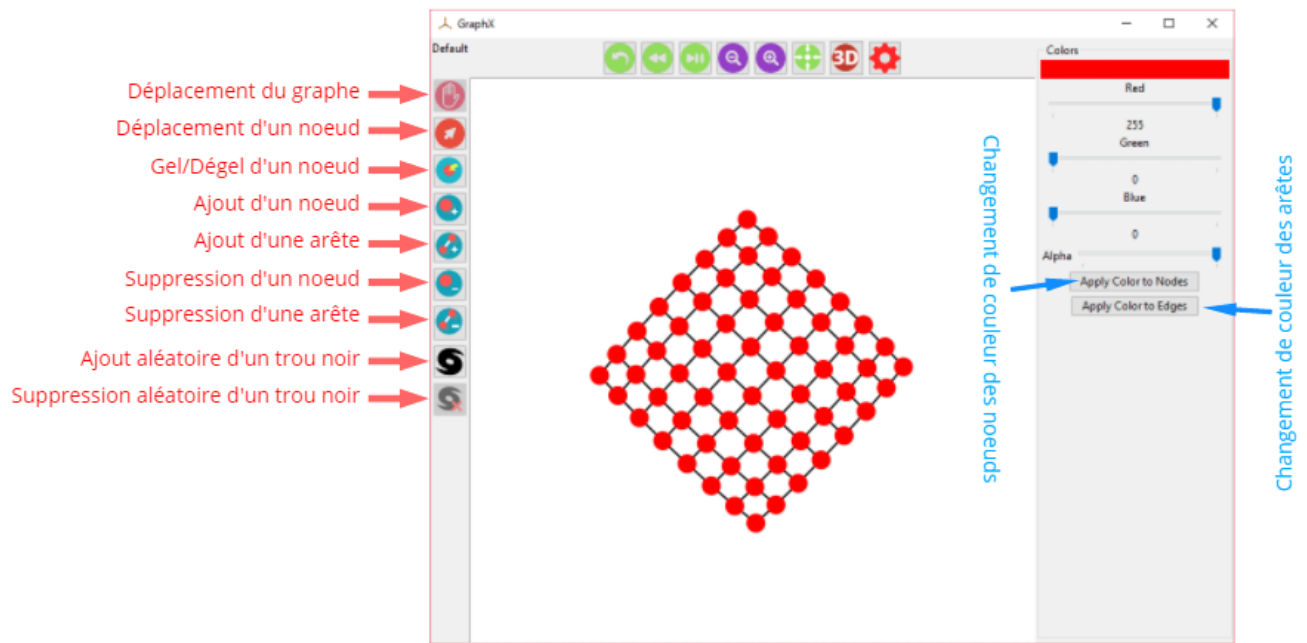 GraphX
Default
3D
Colors
Déplacement du graphe
Déplacement d'un noeud
Gel/Dégel d'un noeud
Ajout d'un noeud
Ajout d'une arête
Suppression d'un noeud
Suppression d'une arête
Ajout aléatoire d'un trou noir
Suppression aléatoire d'un trou noir
Red
255
Green
0
Blue
0
Alpha
Apply Color to Nodes
Apply Color to Edges
Changement de couleur des noeuds
Changement de couleur des arêtes